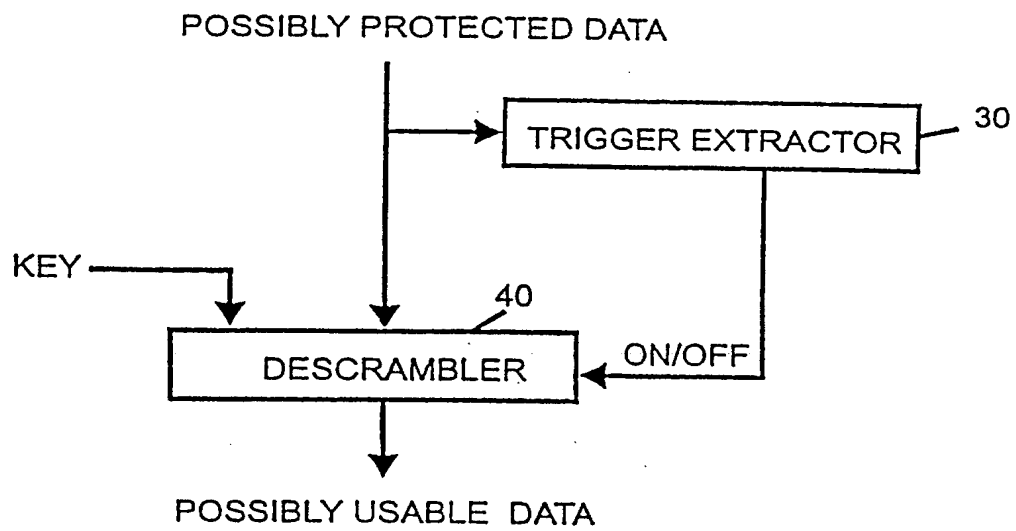 POSSIBLY PROTECTED DATA
TRIGGER EXTRACTOR
30
KEY
40
DESCRAMBLER
ON/OFF
POSSIBLY USABLE DATA